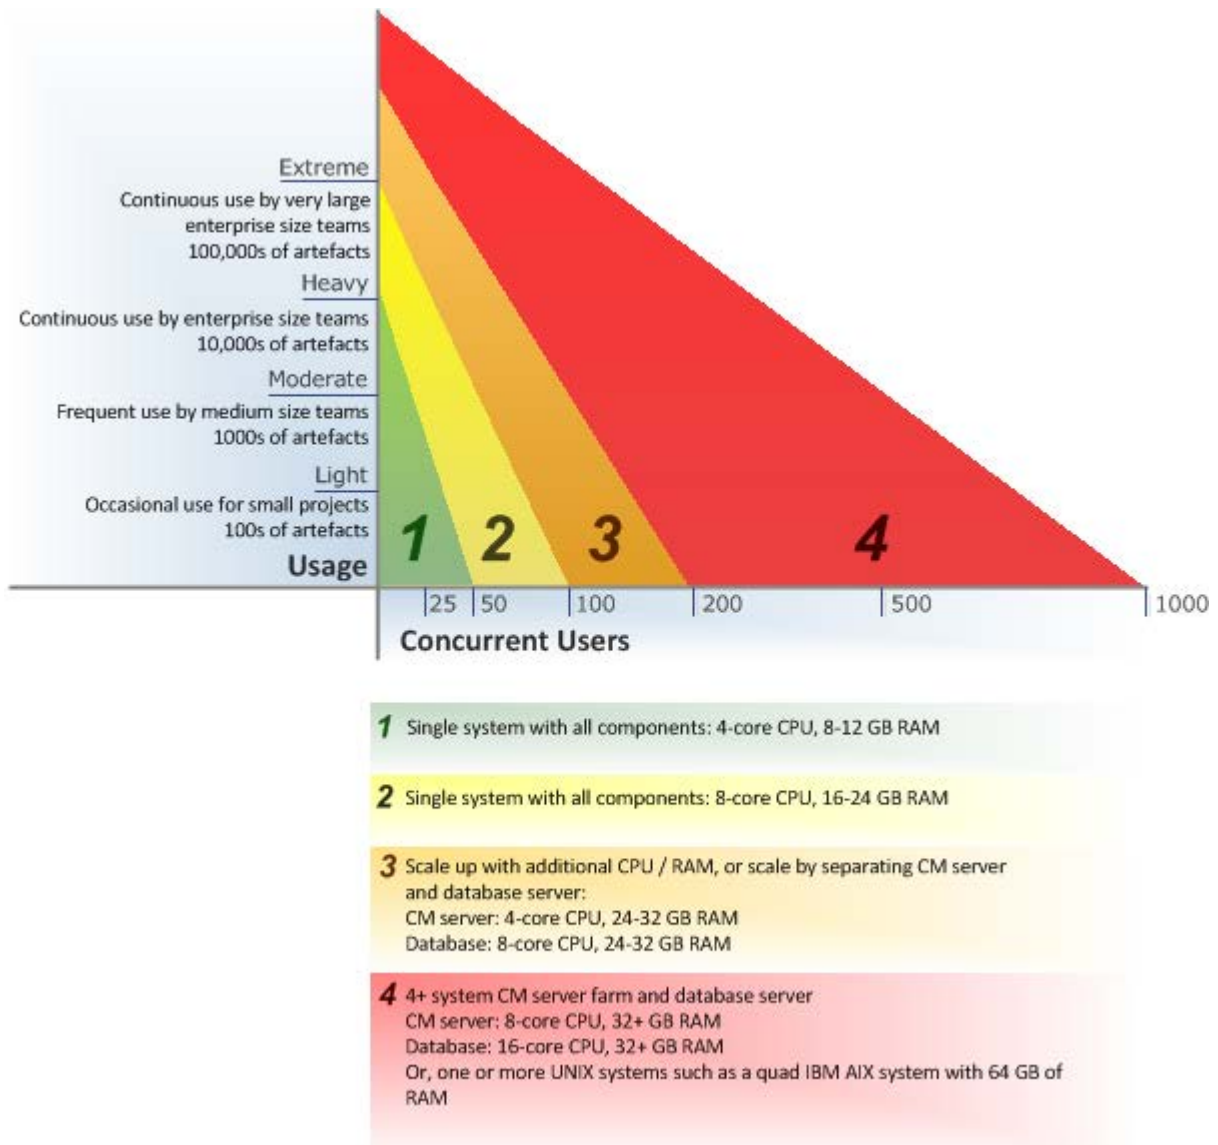 Extreme
Continuous use by very large
enterprise size teams
100,000s of artefacts
Heavy
Continuous use by enterprise size teams
10,000s of artefacts
Moderate
Frequent use by medium size teams
1000s of artefacts
Light
Occasional use for small projects
100s of artefacts
Usage
1
2
3
4
25
50
100
200
500
1000
Concurrent Users
1 Single system with all components: 4-core CPU, 8-12 GB RAM
2 Single system with all components: 8-core CPU, 16-24 GB RAM
3 Scale up with additional CPU / RAM, or scale by separating CM server
and database server:
CM server: 4-core CPU, 24-32 GB RAM
Database: 8-core CPU, 24-32 GB RAM
4 4+ system CM server farm and database server
CM server: 8-core CPU, 32+ GB RAM
Database: 16-core CPU, 32+ GB RAM
Or, one or more UNIX systems such as a quad IBM AIX system with 64 GB of
RAM